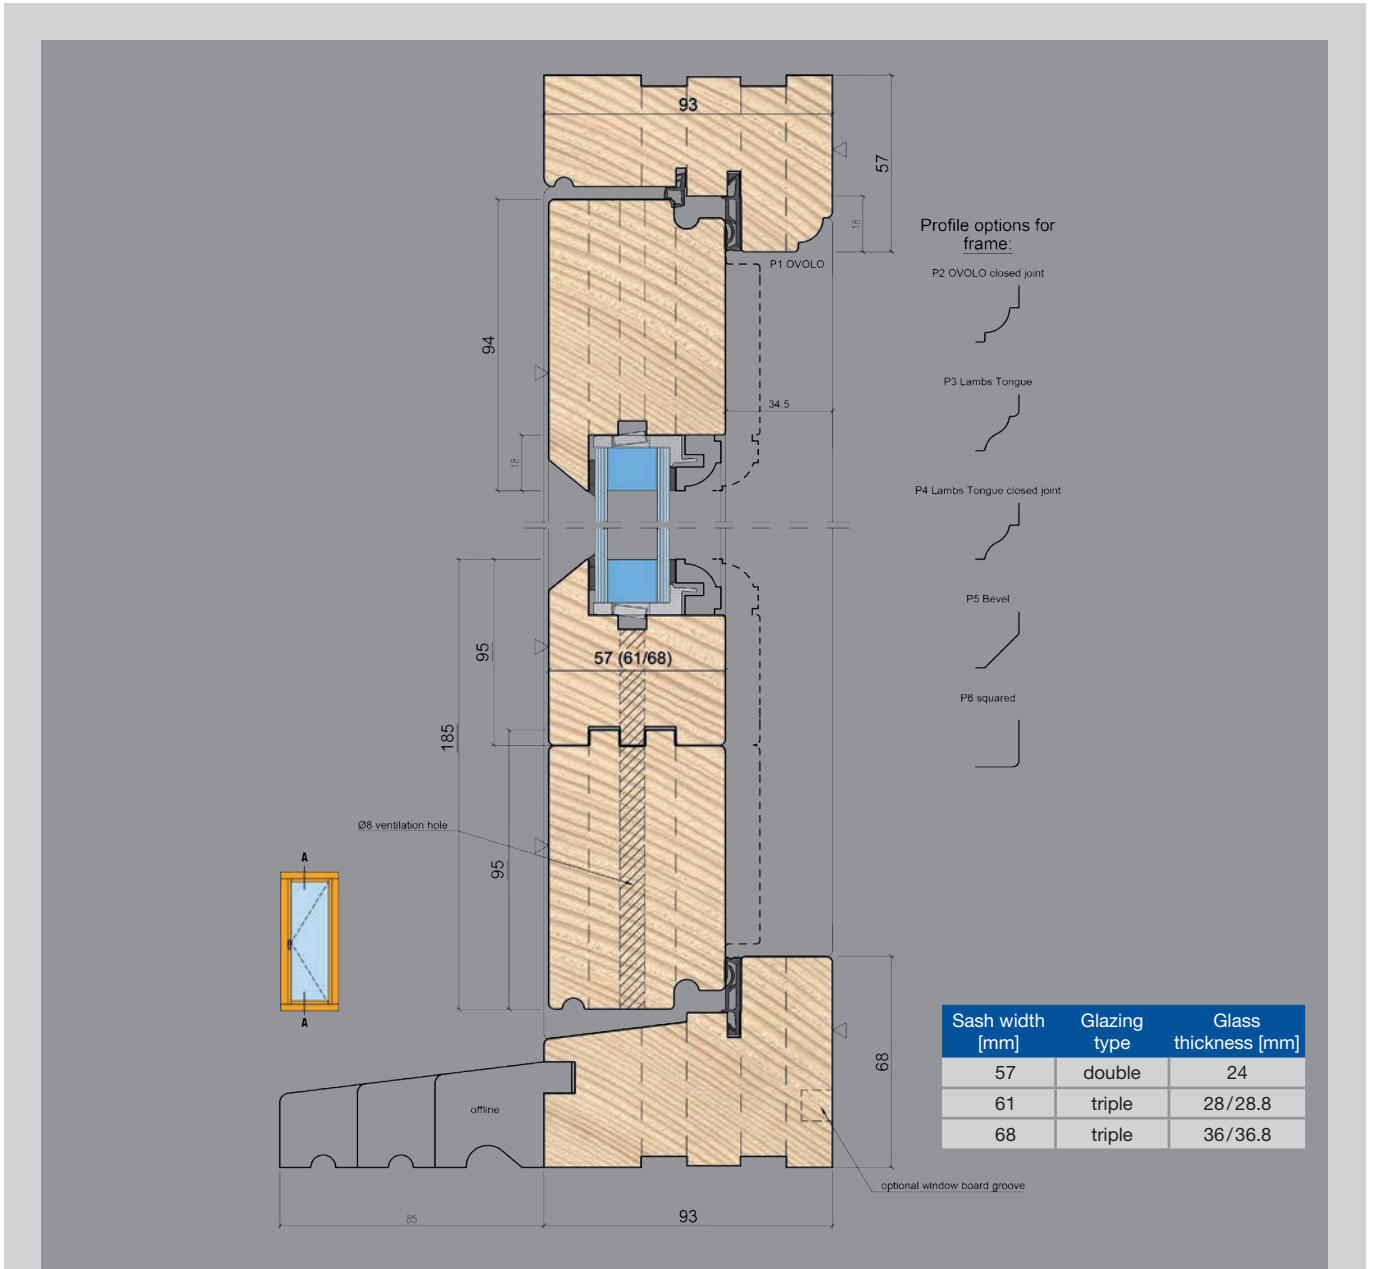 93
57
18
P1 OVOLO
Profile options for
frame:
P2 OVOLO closed joint
94
P3 Lambs Tongue
34.5
18
P4 Lambs Tongue closed joint
P5 Bevel
95
57 (61/68)
P6 squared
185
Ø8 ventilation hole
95
A
A
Sash width
[mm]
Glazing
type
Glass
thickness [mm]
57 double 24
61 triple 28/28.8
68 triple 36/36.8
68
offline
optional window board groove
85
93